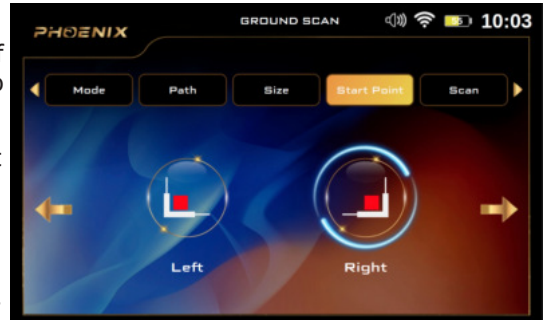 PHOENIX GROUND SCAN 10:03
Mode Path Size Start Point Scan
Left Right